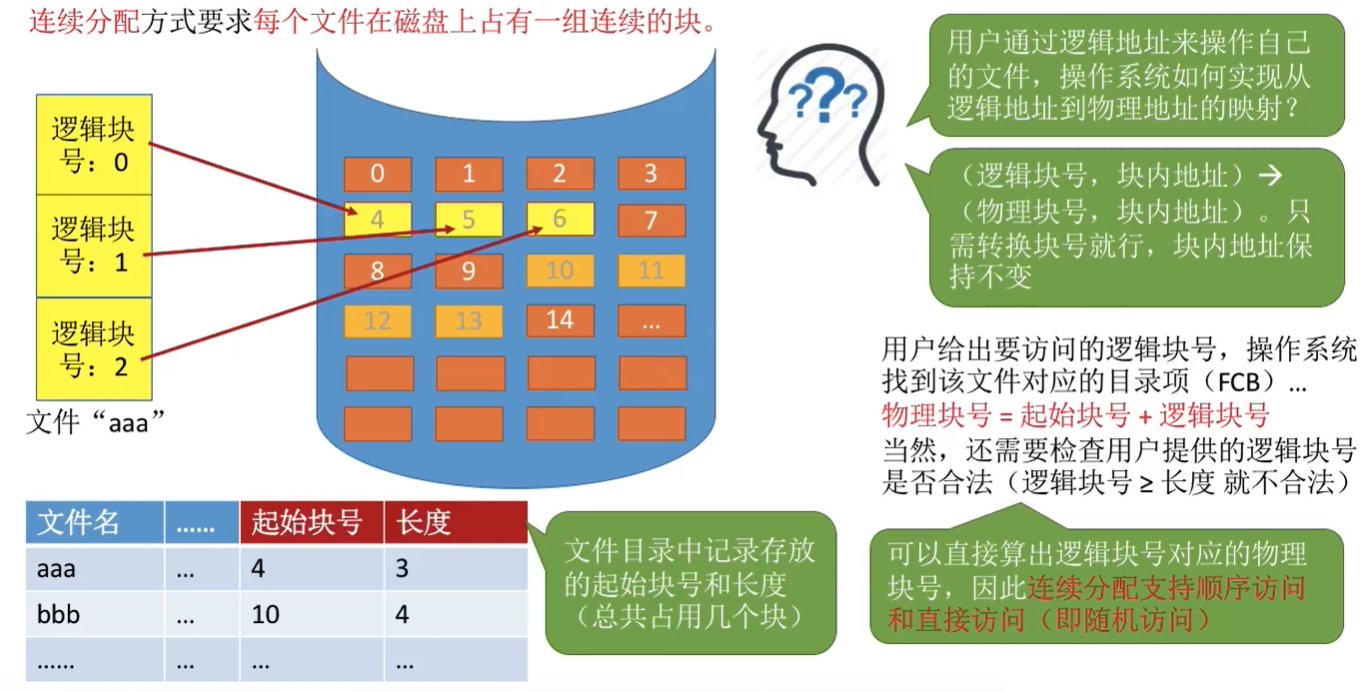 连续分配方式要求每个文件在磁盘上占有一组连续的块。
逻辑块
号：0
逻辑块
号：1
逻辑块
号：2
文件“aaa”
0 1 2 3
4 5 6 7
8 9 10 11
12 13 14 ...
???
用户通过逻辑地址来操作自己
的文件，操作系统如何实现从
逻辑地址到物理地址的映射？
（逻辑块号，块内地址）→
（物理块号，块内地址）。只
需转换块号就行，块内地址保
持不变
用户给出要访问的逻辑块号，操作系统
找到该文件对应的目录项（FCB）...
物理块号 = 起始块号 + 逻辑块号
当然，还需要检查用户提供的逻辑块号
是否合法（逻辑块号 ≥ 长度 就不合法）
可以直接算出逻辑块号对应的物理
块号，因此连续分配支持顺序访问
和直接访问（即随机访问）
文件名 …… 起始块号 长度
aaa ... 4 3
bbb ... 10 4
…… ... ... ...
文件目录中记录存放
的起始块号和长度
（总共占用几个块）